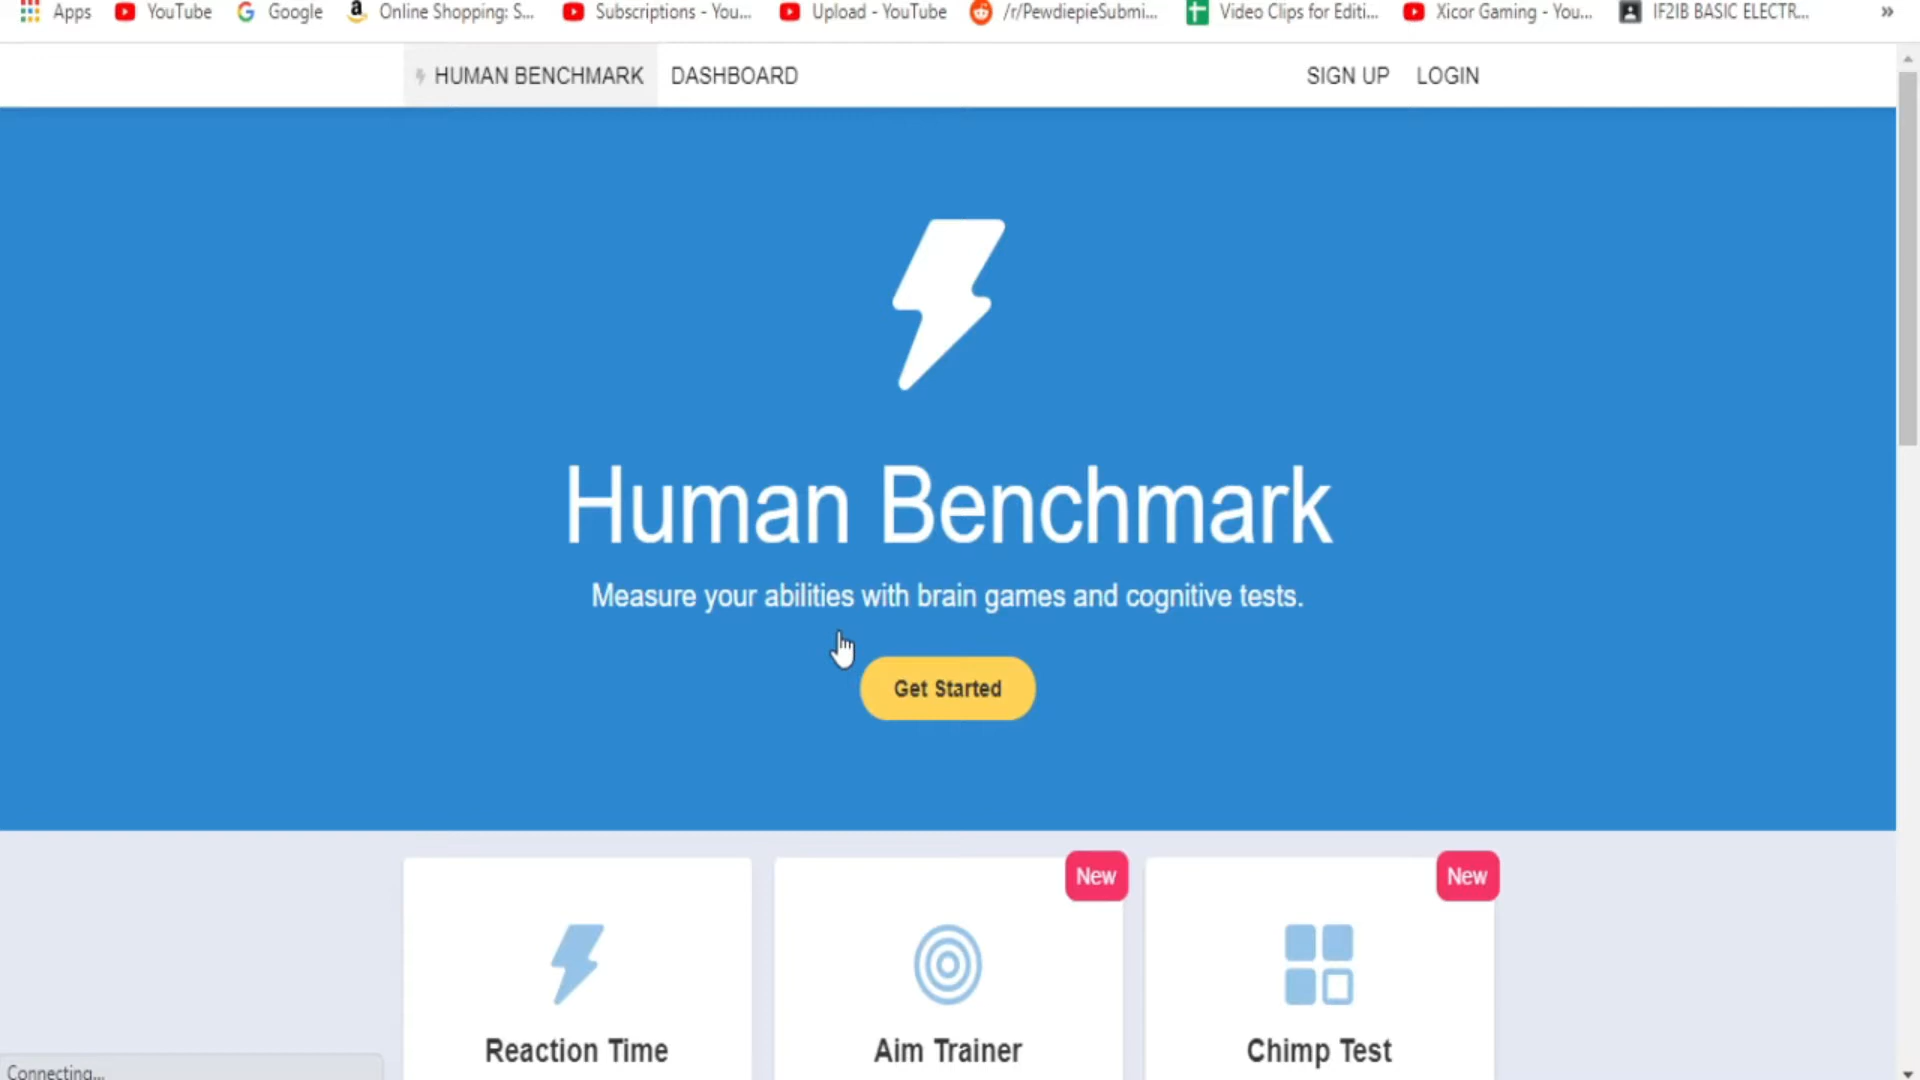 Apps YouTube Google Online Shopping: S... Subscriptions - You... Upload - YouTube /r/PewdiepieSubmi... Video Clips for Editi... Xicor Gaming - You... IF2IB BASIC ELECTR... »
HUMAN BENCHMARK DASHBOARD SIGN UP LOGIN
Human Benchmark
Measure your abilities with brain games and cognitive tests.
Get Started
New New
Reaction Time Aim Trainer Chimp Test
Connecting...